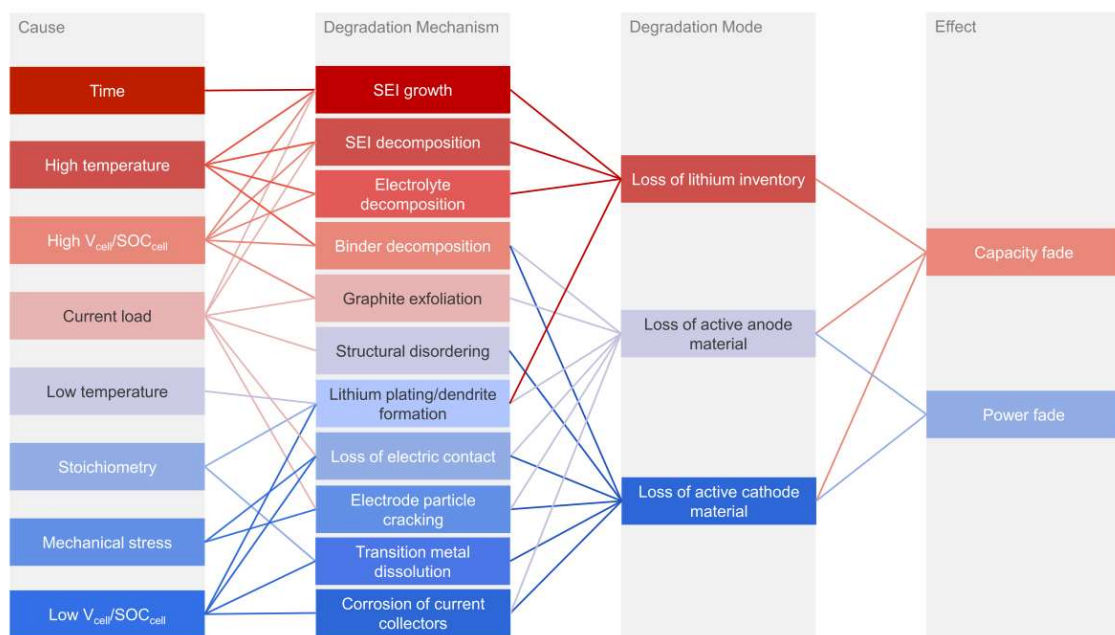 Cause
Time
High temperature
High Vcell/SOCcell
Current load
Low temperature
Stoichiometry
Mechanical stress
Low Vcell/SOCcell
Degradation Mechanism
SEI growth
SEI decomposition
Electrolyte
decomposition
Binder decomposition
Graphite exfoliation
Structural disordering
Lithium plating/dendrite
formation
Loss of electric contact
Electrode particle
cracking
Transition metal
dissolution
Corrosion of current
collectors
Degradation Mode
Loss of lithium inventory
Loss of active anode
material
Loss of active cathode
material
Effect
Capacity fade
Power fade